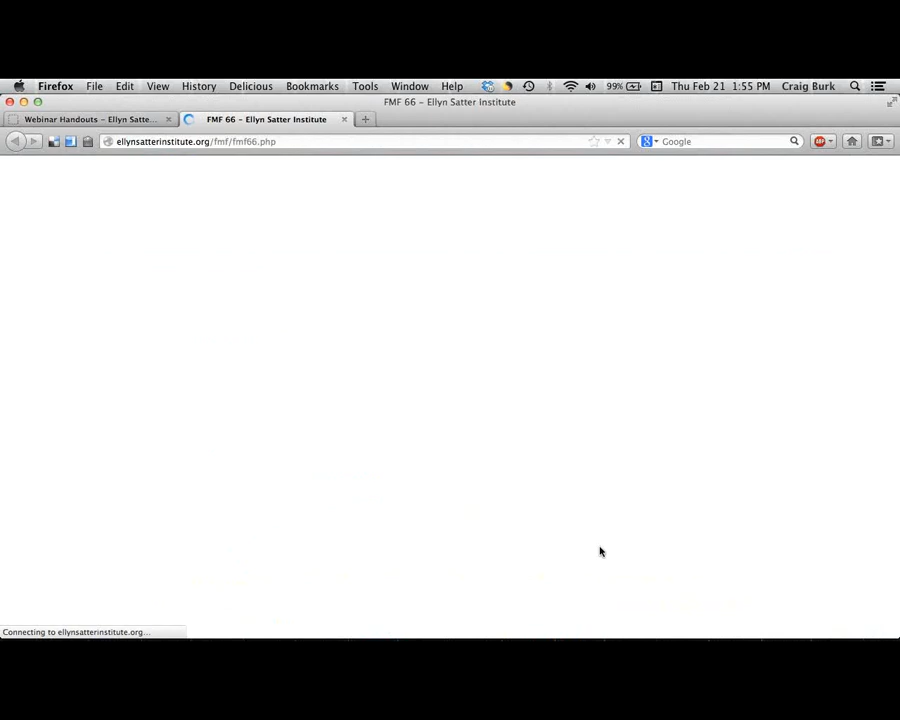 Firefox File Edit View History Delicious Bookmarks Tools Window Help 99% Thu Feb 21 1:55 PM Craig Burk
FMF 66 – Ellyn Satter Institute
Webinar Handouts – Ellyn Satte... FMF 66 – Ellyn Satter Institute
ellynsatterinstitute.org/fmf/fmf66.php Google ABP
Connecting to ellynsatterinstitute.org...